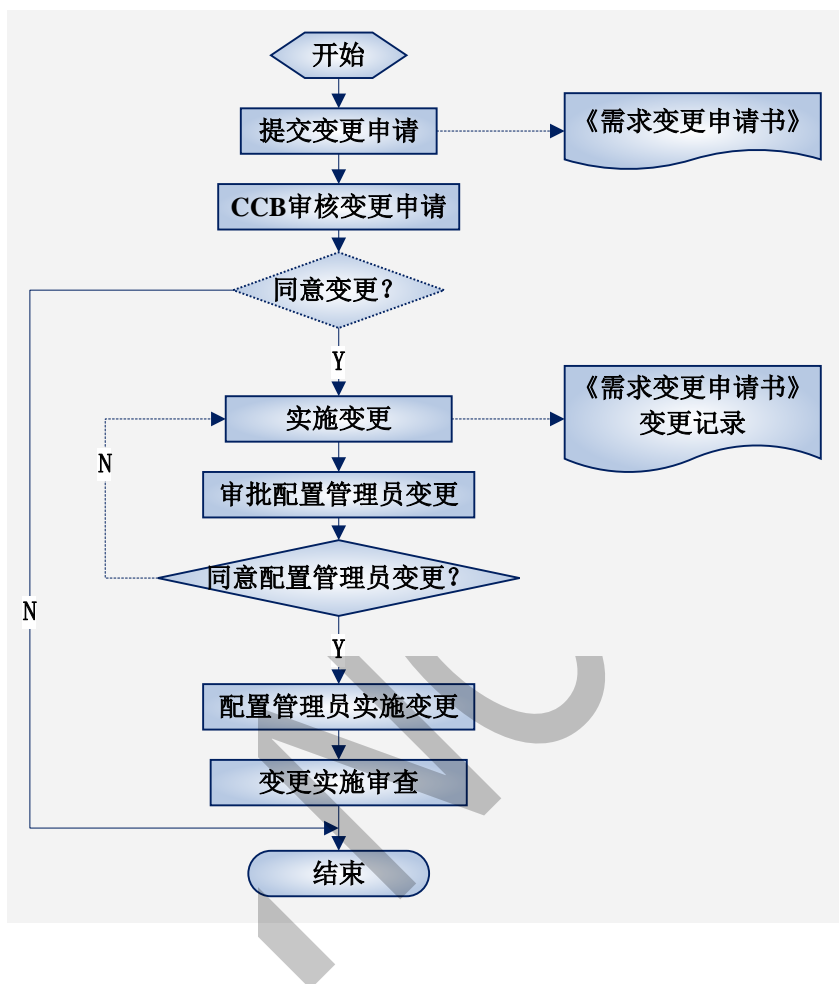 开始
提交变更申请
《需求变更申请书》
CCB审核变更申请
同意变更?
Y
实施变更
《需求变更申请书》
变更记录
N
审批配置管理员变更
同意配置管理员变更?
N
Y
配置管理员实施变更
变更实施审查
结束